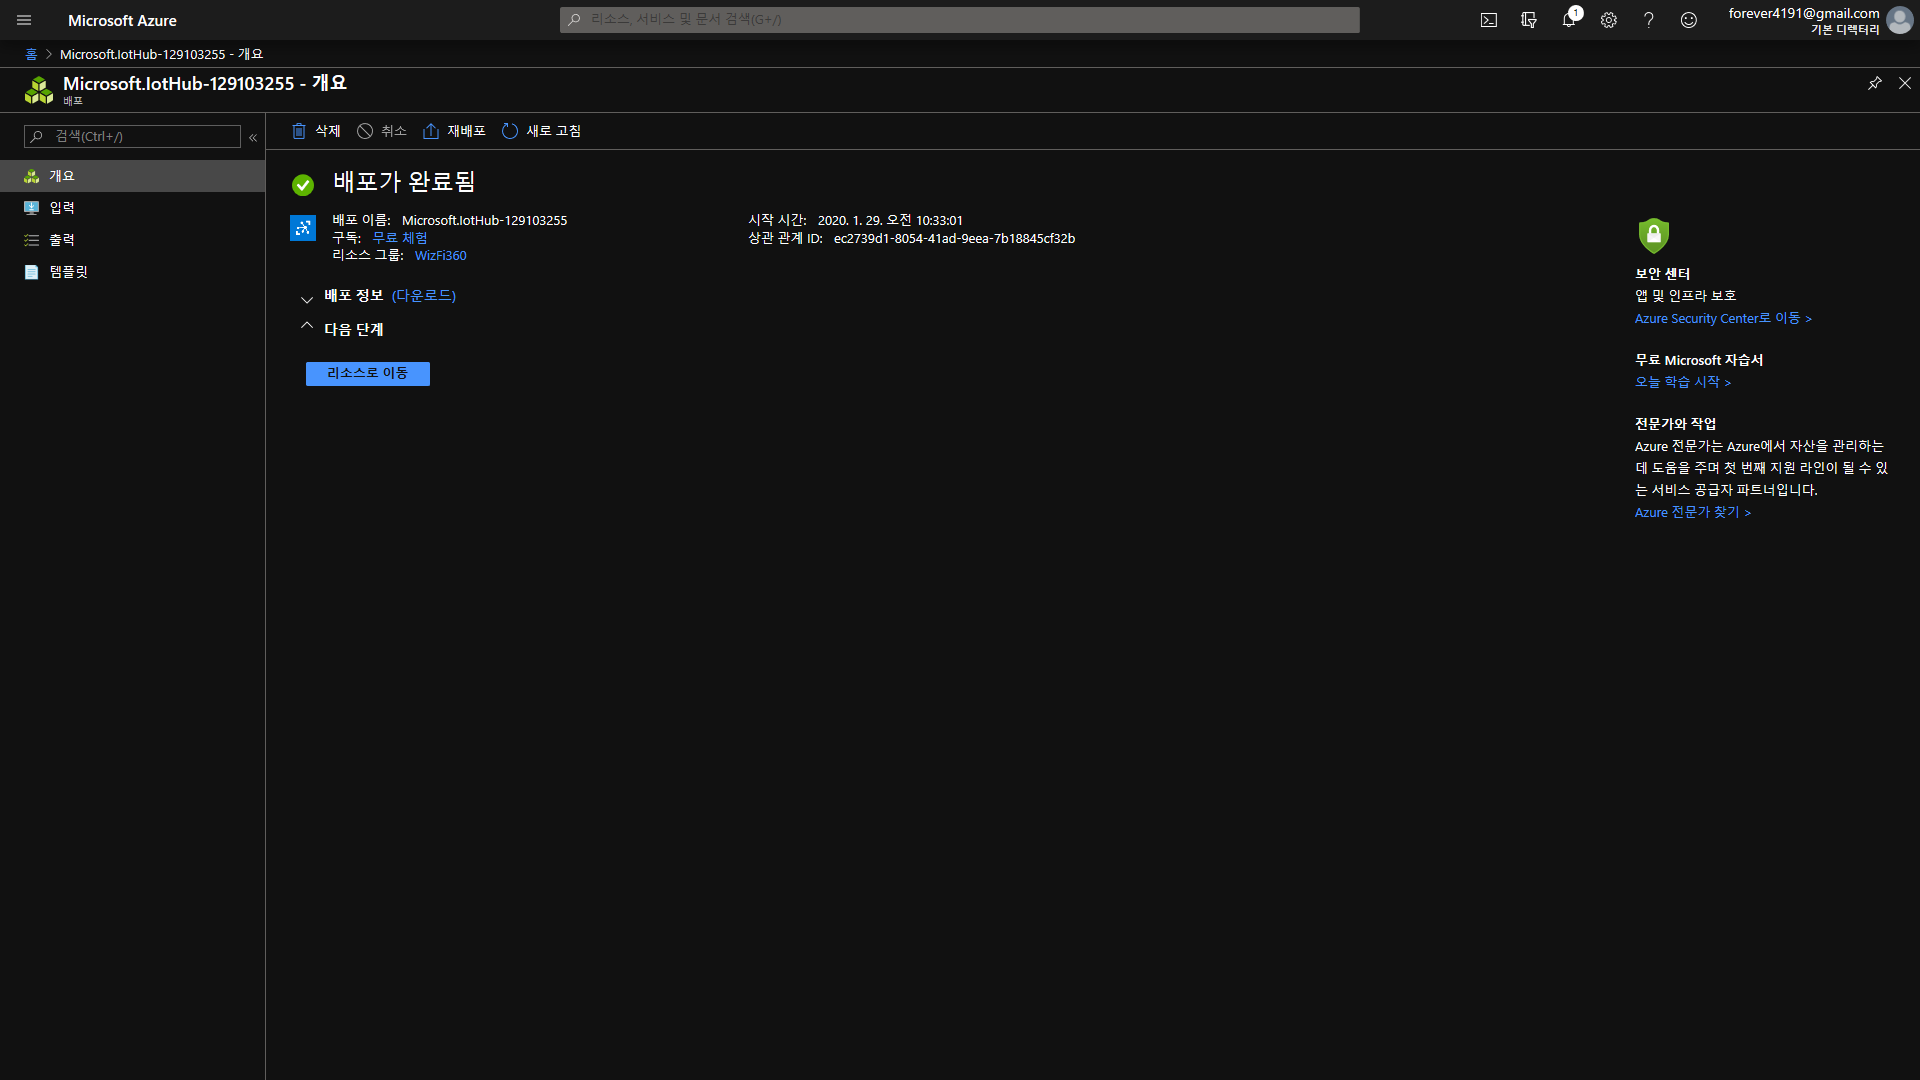 Microsoft Azure
리소스, 서비스 및 문서 검색(G+/)
1
forever4191@gmail.com
기본 디렉터리
홈 > Microsoft.IotHub-129103255 - 개요
Microsoft.IotHub-129103255 - 개요
배포
검색(Ctrl+/)
«
개요
입력
출력
템플릿
삭제
취소
재배포
새로 고침
배포가 완료됨
배포 이름: Microsoft.IotHub-129103255
구독: 무료 체험
리소스 그룹: WizFi360
시작 시간: 2020. 1. 29. 오전 10:33:01
상관 관계 ID: ec2739d1-8054-41ad-9eea-7b18845cf32b
배포 정보 (다운로드)
다음 단계
리소스로 이동
보안 센터
앱 및 인프라 보호
Azure Security Center로 이동 >
무료 Microsoft 자습서
오늘 학습 시작 >
전문가와 작업
Azure 전문가는 Azure에서 자산을 관리하는
데 도움을 주며 첫 번째 지원 라인이 될 수 있
는 서비스 공급자 파트너입니다.
Azure 전문가 찾기 >